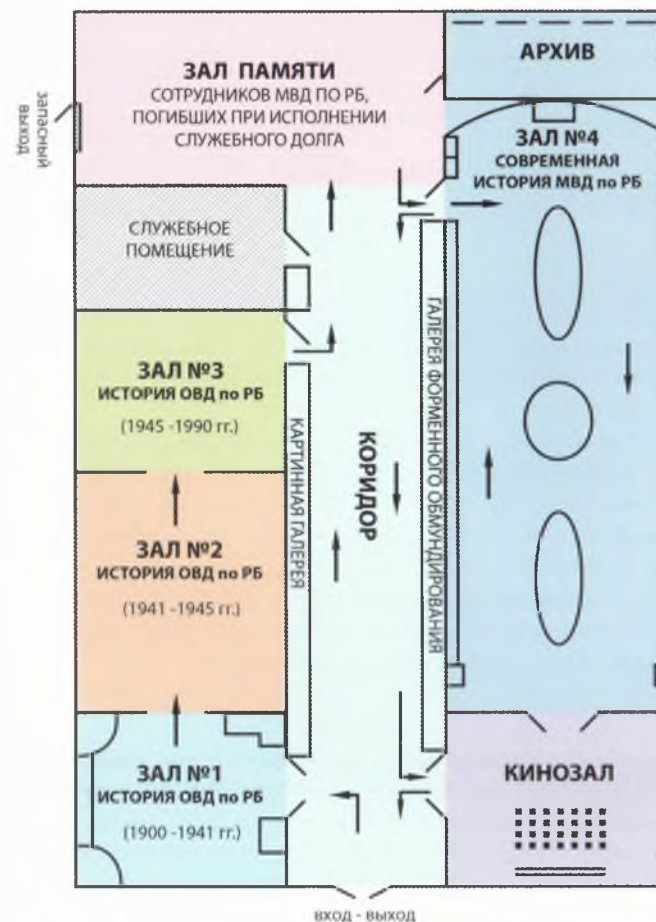 ЗАЛ ПАМЯТИ
СОТРУДНИКОВ МВД ПО РБ,
ПОГИБШИХ ПРИ ИСПОЛНЕНИИ
СЛУЖЕБНОГО ДОЛГА
АРХИВ
запасный
выход
ЗАЛ №4
СОВРЕМЕННАЯ
ИСТОРИЯ МВД по РБ
СЛУЖЕБНОЕ
ПОМЕЩЕНИЕ
ЗАЛ №3
ИСТОРИЯ ОВД по РБ
(1945 -1990 гг.)
КАРТИННАЯ ГАЛЕРЕЯ
КОРИДОР
ГАЛЕРЕЯ ФОРМЕННОГО ОБМУНДИРОВАНИЯ
ЗАЛ №2
ИСТОРИЯ ОВД по РБ
(1941 -1945 гг.)
ЗАЛ №1
ИСТОРИЯ ОВД по РБ
(1900 -1941 гг.)
КИНОЗАЛ
вход - выход